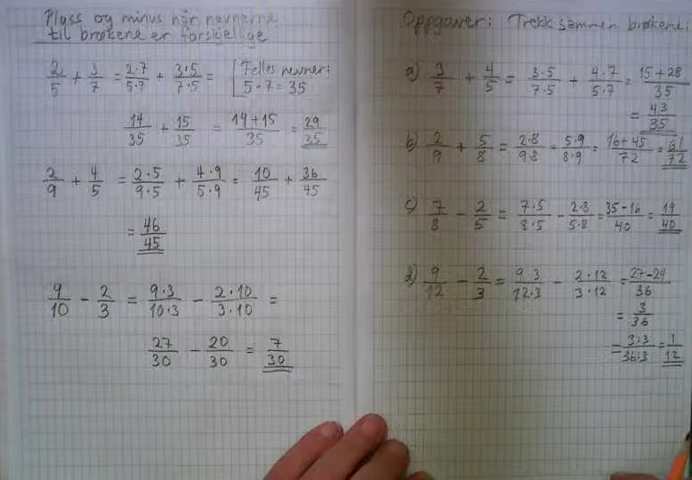 Pluss og minus når nevnerne
til brøkene er forskjellige
2/5 + 3/7 = 2·7/5·7 + 3·5/7·5 =
Felles nevner:
5·7 = 35
14/35 + 15/35 = 14+15/35 = 29/35
2/9 + 4/5 = 2·5/9·5 + 4·9/5·9 = 10/45 + 36/45
= 46/45
9/10 - 2/3 = 9·3/10·3 - 2·10/3·10 =
27/30 - 20/30 = 7/30
Oppgaver: Trekk sammen brøkene:
a) 3/7 + 4/5 = 3·5/7·5 + 4·7/5·7 = 15+28/35
= 43/35
b) 2/9 + 5/8 = 2·8/9·8 + 5·9/8·9 = 16+45/72 = 61/72
c) 7/8 - 2/5 = 7·5/8·5 - 2·8/5·8 = 35-16/40 = 19/40
d) 9/12 - 2/3 = 9·3/12·3 - 2·12/3·12 = 27-24/36
= 3/36
= 3:3/36:3 = 1/12